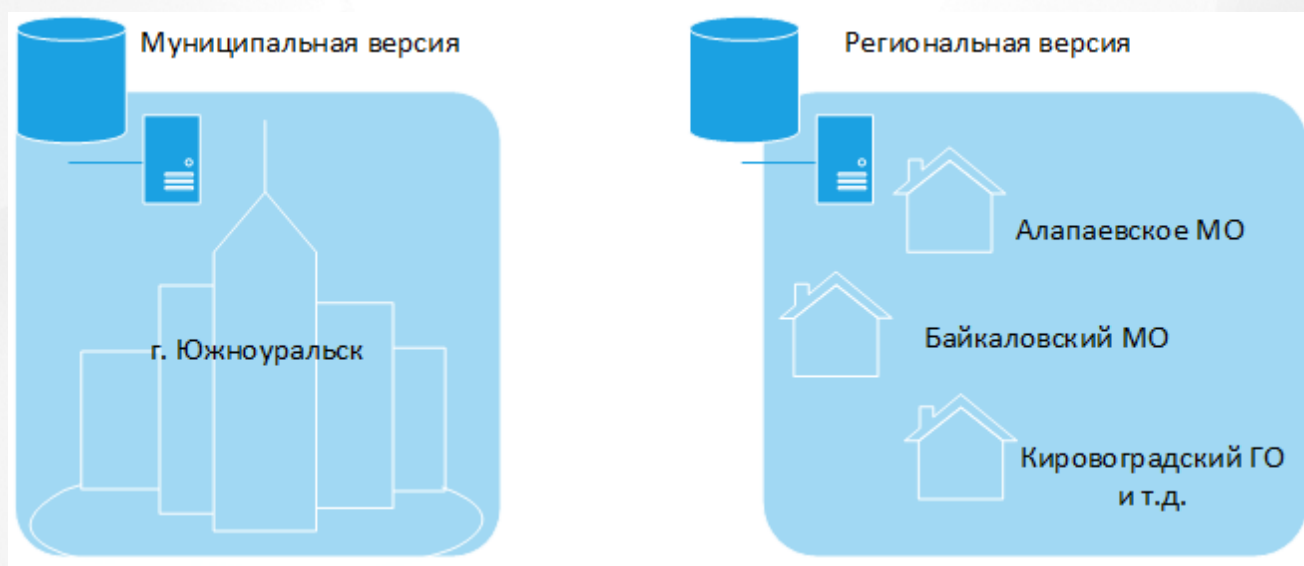 Муниципальная версия
г. Южноуральск
Региональная версия
Алапаевское МО
Байкаловский МО
Кировоградский ГО
и т.д.